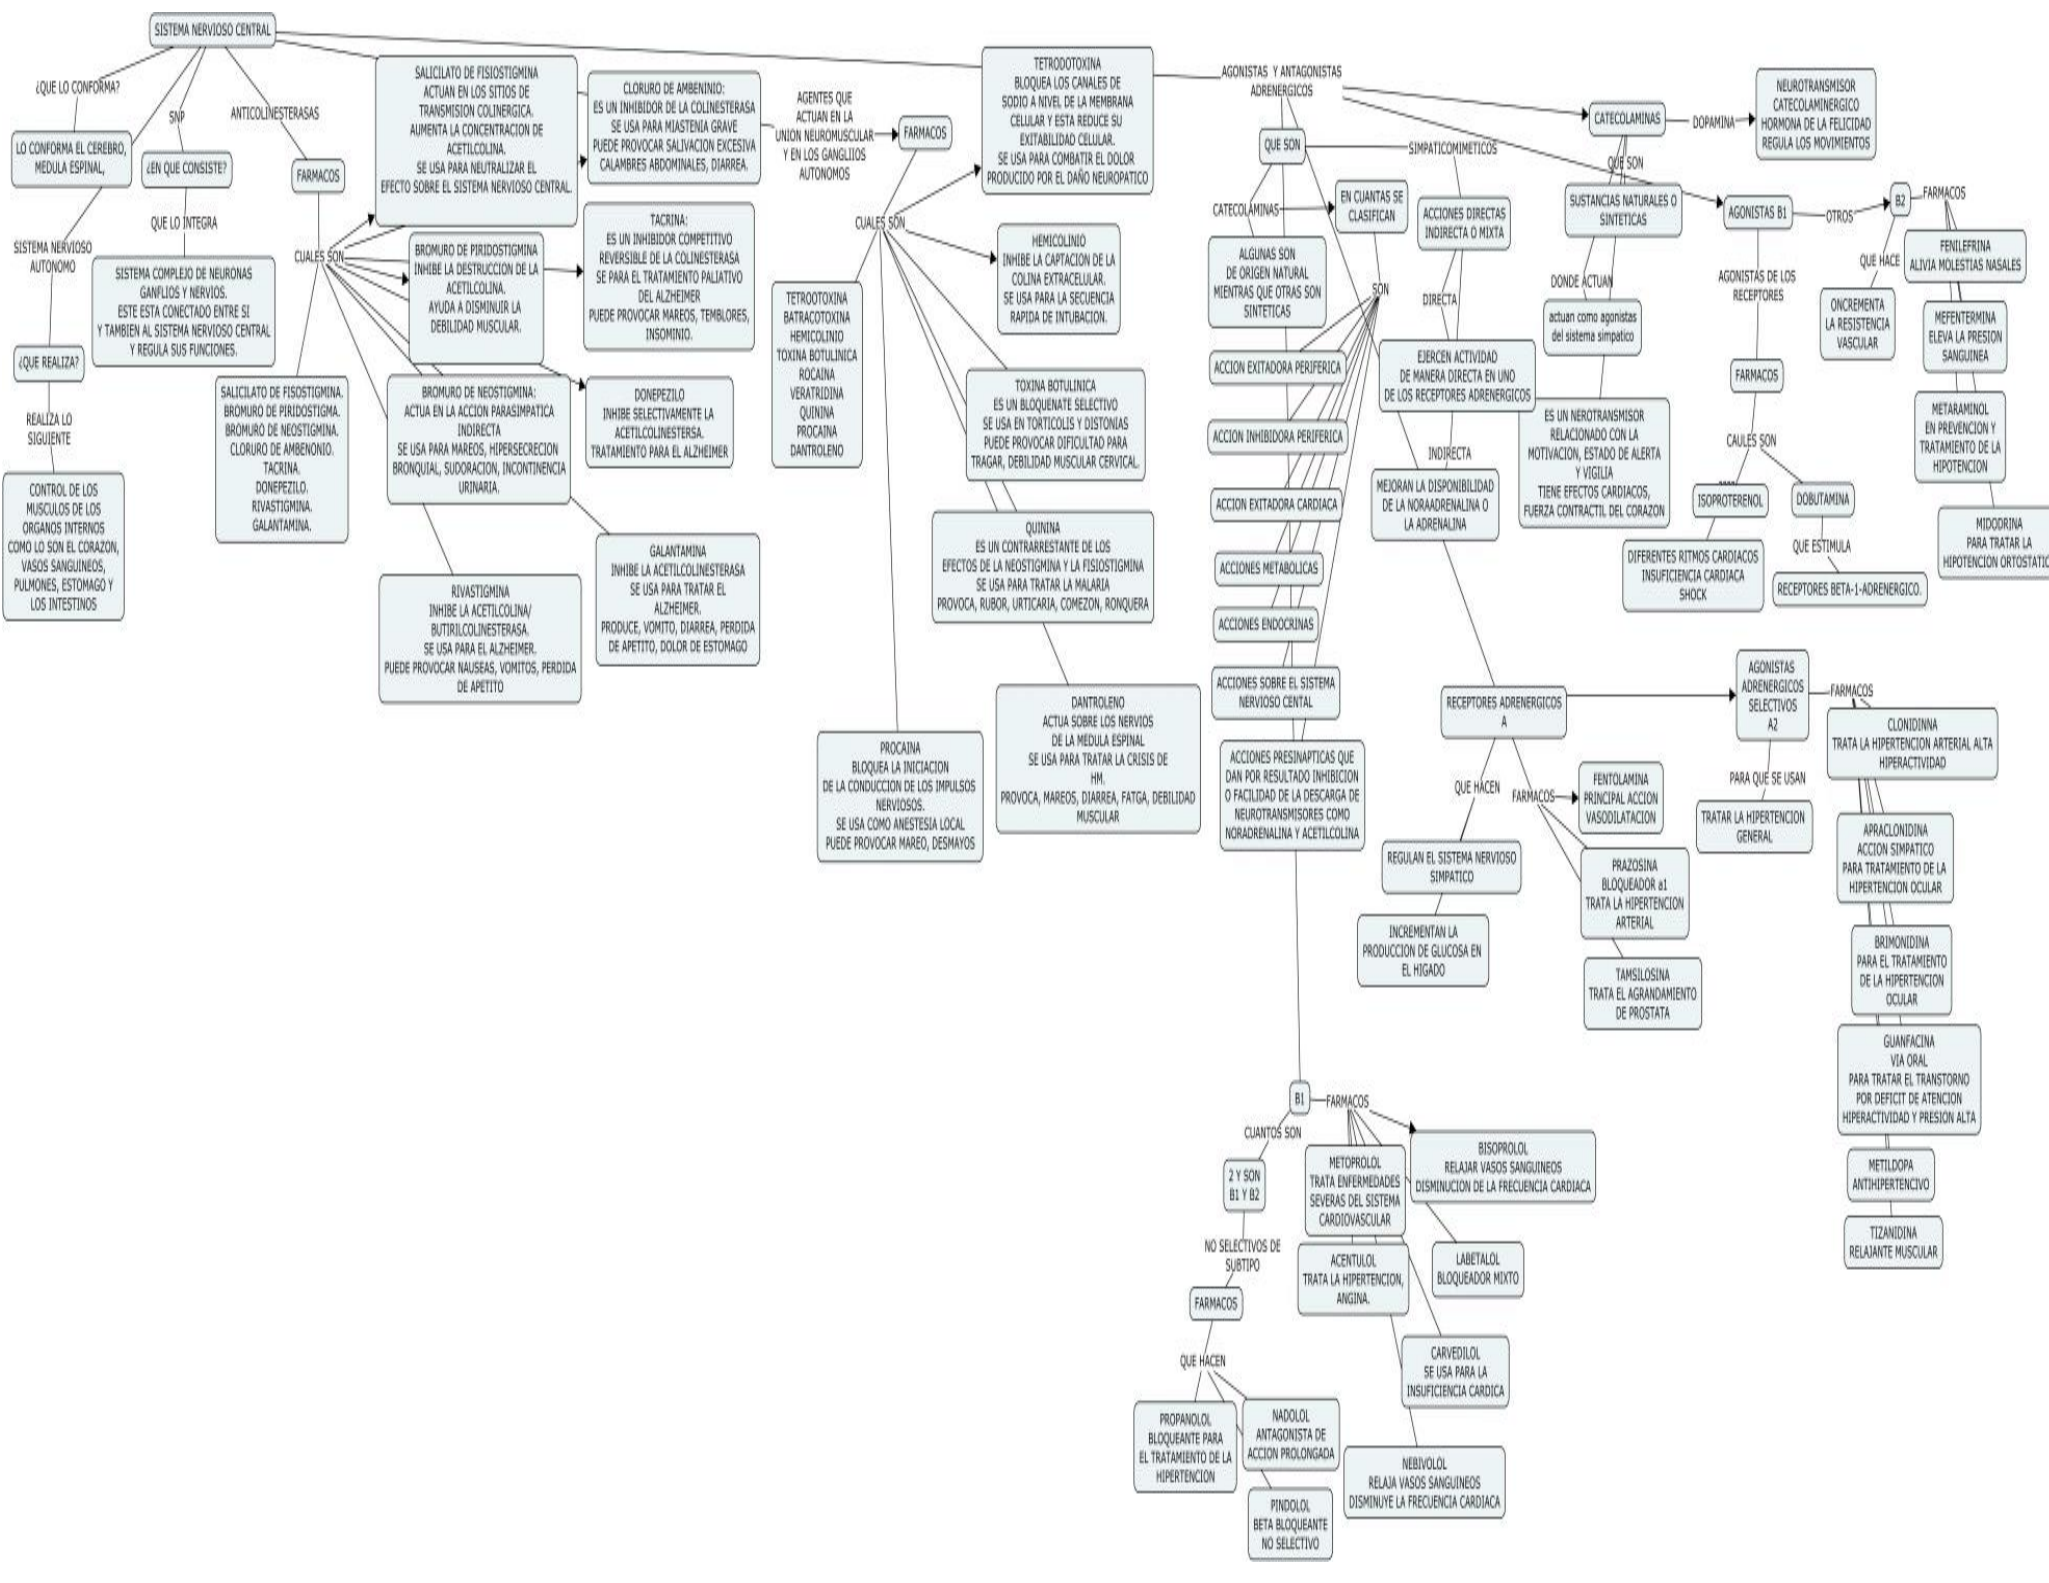 SISTEMA NERVIOSO CENTRAL
¿QUE LO CONFORMA?
LO CONFORMA EL CEREBRO,
MEDULA ESPINAL,
SISTEMA NERVIOSO
AUTONOMO
¿QUE REALIZA?
REALIZA LO
SIGUIENTE
CONTROL DE LOS
MUSCULOS DE LOS
ORGANOS INTERNOS
COMO LO SON EL CORAZON,
VASOS SANGUINEOS,
PULMONES, ESTOMAGO Y
LOS INTESTINOS
SNP
¿EN QUE CONSISTE?
QUE LO INTEGRA
SISTEMA COMPLEJO DE NEURONAS
GANFLIOS Y NERVIOS.
ESTE ESTA CONECTADO ENTRE SI
Y TAMBIEN AL SISTEMA NERVIOSO CENTRAL
Y REGULA SUS FUNCIONES.
ANTICOLINESTERASAS
FARMACOS
CUALES SON
SALICILATO DE FISOSTIGMINA.
BROMURO DE PIRIDOSTIGMA.
BROMURO DE NEOSTIGMINA.
CLORURO DE AMBENONIO.
TACRINA.
DONEPEZILO.
RIVASTIGMINA.
GALANTAMINA.
SALICILATO DE FISIOSTIGMINA
ACTUAN EN LOS SITIOS DE
TRANSMISION COLINERGICA.
AUMENTA LA CONCENTRACION DE
ACETILCOLINA.
SE USA PARA NEUTRALIZAR EL
EFECTO SOBRE EL SISTEMA NERVIOSO CENTRAL.
BROMURO DE PIRIDOSTIGMINA
INHIBE LA DESTRUCCION DE LA
ACETILCOLINA.
AYUDA A DISMINUIR LA
DEBILIDAD MUSCULAR.
BROMURO DE NEOSTIGMINA:
ACTUA EN LA ACCION PARASIMPATICA
INDIRECTA
SE USA PARA MAREOS, HIPERSECRECION
BRONQUIAL, SUDORACION, INCONTINENCIA
URINARIA.
RIVASTIGMINA
INHIBE LA ACETILCOLINA/
BUTIRILCOLINESTERASA.
SE USA PARA EL ALZHEIMER.
PUEDE PROVOCAR NAUSEAS, VOMITOS, PERDIDA
DE APETITO
CLORURO DE AMBENINIO:
ES UN INHIBIDOR DE LA COLINESTERASA
SE USA PARA MIASTENIA GRAVE
PUEDE PROVOCAR SALIVACION EXCESIVA
CALAMBRES ABDOMINALES, DIARREA.
TACRINA:
ES UN INHIBIDOR COMPETITIVO
REVERSIBLE DE LA COLINESTERASA
SE PARA EL TRATAMIENTO PALIATIVO
DEL ALZHEIMER
PUEDE PROVOCAR MAREOS, TEMBLORES,
INSOMINIO.
DONEPEZILO
INHIBE SELECTIVAMENTE LA
ACETILCOLINESTERSA.
TRATAMIENTO PARA EL ALZHEIMER
GALANTAMINA
INHIBE LA ACETILCOLINESTERASA
SE USA PARA TRATAR EL
ALZHEIMER.
PRODUCE, VOMITO, DIARREA, PERDIDA
DE APETITO, DOLOR DE ESTOMAGO
AGENTES QUE
ACTUAN EN LA
UNION NEUROMUSCULAR
Y EN LOS GANGLIIOS
AUTONOMOS
FARMACOS
CUALES SON
TETROOTOXINA
BATRACOTOXINA
HEMICOLINIO
TOXINA BOTULINICA
ROCAINA
VERATRIDINA
QUININA
PROCAINA
DANTROLENO
TETRODOTOXINA
BLOQUEA LOS CANALES DE
SODIO A NIVEL DE LA MEMBRANA
CELULAR Y ESTA REDUCE SU
EXITABILIDAD CELULAR.
SE USA PARA COMBATIR EL DOLOR
PRODUCIDO POR EL DAÑO NEUROPATICO
HEMICOLINIO
INHIBE LA CAPTACION DE LA
COLINA EXTRACELULAR.
SE USA PARA LA SECUENCIA
RAPIDA DE INTUBACION.
TOXINA BOTULINICA
ES UN BLOQUENATE SELECTIVO
SE USA EN TORTICOLIS Y DISTONIAS
PUEDE PROVOCAR DIFICULTAD PARA
TRAGAR, DEBILIDAD MUSCULAR CERVICAL.
QUININA
ES UN CONTRARRESTANTE DE LOS
EFECTOS DE LA NEOSTIGMINA Y LA FISIOSTIGMINA
SE USA PARA TRATAR LA MALARIA
PROVOCA, RUBOR, URTICARIA, COMEZON, RONQUERA
DANTROLENO
ACTUA SOBRE LOS NERVIOS
DE LA MEDULA ESPINAL
SE USA PARA TRATAR LA CRISIS DE
HM.
PROVOCA, MAREOS, DIARREA, FATGA, DEBILIDAD
MUSCULAR
PROCAINA
BLOQUEA LA INICIACION
DE LA CONDUCCION DE LOS IMPULSOS
NERVIOSOS.
SE USA COMO ANESTESIA LOCAL
PUEDE PROVOCAR MAREO, DESMAYOS
AGONISTAS Y ANTAGONISTAS
ADRENERGICOS
QUE SON
CATECOLAMINAS
ALGUNAS SON
DE ORIGEN NATURAL
MIENTRAS QUE OTRAS SON
SINTETICAS
EN CUANTAS SE
CLASIFICAN
SON
ACCION EXITADORA PERIFERICA
ACCION INHIBIDORA PERIFERICA
ACCION EXITADORA CARDIACA
ACCIONES METABOLICAS
ACCIONES ENDOCRINAS
ACCIONES SOBRE EL SISTEMA
NERVIOSO CENTAL
ACCIONES PRESINAPTICAS QUE
DAN POR RESULTADO INHIBICION
O FACILIDAD DE LA DESCARGA DE
NEUROTRANSMISORES COMO
NORADRENALINA Y ACETILCOLINA
SIMPATICOMIMETICOS
ACCIONES DIRECTAS
INDIRECTA O MIXTA
DIRECTA
EJERCEN ACTIVIDAD
DE MANERA DIRECTA EN UNO
DE LOS RECEPTORES ADRENERGICOS
INDIRECTA
MEJORAN LA DISPONIBILIDAD
DE LA NORAADRENALINA O
LA ADRENALINA
CATECOLAMINAS
DOPAMINA
NEUROTRANSMISOR
CATECOLAMINERGICO
HORMONA DE LA FELICIDAD
REGULA LOS MOVIMIENTOS
QUE SON
SUSTANCIAS NATURALES O
SINTETICAS
DONDE ACTUAN
actuan como agonistas
del sistema simpatico
ES UN NEROTRANSMISOR
RELACIONADO CON LA
MOTIVACION, ESTADO DE ALERTA
Y VIGILIA
TIENE EFECTOS CARDIACOS,
FUERZA CONTRACTIL DEL CORAZON
AGONISTAS B1
OTROS
AGONISTAS DE LOS
RECEPTORES
FARMACOS
CAULES SON
ISOPROTERENOL
DIFERENTES RITMOS CARDIACOS
INSUFICIENCIA CARDIACA
SHOCK
DOBUTAMINA
QUE ESTIMULA
RECEPTORES BETA-1-ADRENERGICO.
B2
QUE HACE
ONCREMENTA
LA RESISTENCIA
VASCULAR
FARMACOS
FENILEFRINA
ALIVIA MOLESTIAS NASALES
MEFENTERMINA
ELEVA LA PRESION
SANGUINEA
METARAMINOL
EN PREVENCION Y
TRATAMIENTO DE LA
HIPOTENCION
MIDODRINA
PARA TRATAR LA
HIPOTENCION ORTOSTATIC
RECEPTORES ADRENERGICOS
A
QUE HACEN
REGULAN EL SISTEMA NERVIOSO
SIMPATICO
INCREMENTAN LA
PRODUCCION DE GLUCOSA EN
EL HIGADO
FARMACOS
FENTOLAMINA
PRINCIPAL ACCION
VASODILATACION
PRAZOSINA
BLOQUEADOR a1
TRATA LA HIPERTENCION
ARTERIAL
TAMSILOSINA
TRATA EL AGRANDAMIENTO
DE PROSTATA
AGONISTAS
ADRENERGICOS
SELECTIVOS
A2
PARA QUE SE USAN
TRATAR LA HIPERTENCION
GENERAL
FARMACOS
CLONIDINNA
TRATA LA HIPERTENCION ARTERIAL ALTA
HIPERACTIVIDAD
APRACLONIDINA
ACCION SIMPATICO
PARA TRATAMIENTO DE LA
HIPERTENCION OCULAR
BRIMONIDINA
PARA EL TRATAMIENTO
DE LA HIPERTENCION
OCULAR
GUANFACINA
VIA ORAL
PARA TRATAR EL TRANSTORNO
POR DEFICIT DE ATENCION
HIPERACTIVIDAD Y PRESION ALTA
METILDOPA
ANTIHIPERTENCIVO
TIZANIDINA
RELAJANTE MUSCULAR
B1
CUANTOS SON
2 Y SON
B1 Y B2
NO SELECTIVOS DE
SUBTIPO
FARMACOS
QUE HACEN
PROPANOLOL
BLOQUEANTE PARA
EL TRATAMIENTO DE LA
HIPERTENCION
NADOLOL
ANTAGONISTA DE
ACCION PROLONGADA
PINDOLOL
BETA BLOQUEANTE
NO SELECTIVO
FARMACOS
METOPROLOL
TRATA ENFERMEDADES
SEVERAS DEL SISTEMA
CARDIOVASCULAR
BISOPROLOL
RELAJAR VASOS SANGUINEOS
DISMINUCION DE LA FRECUENCIA CARDIACA
ACENTULOL
TRATA LA HIPERTENCION,
ANGINA.
LABETALOL
BLOQUEADOR MIXTO
CARVEDILOL
SE USA PARA LA
INSUFICIENCIA CARDICA
NEBIVOLOL
RELAJA VASOS SANGUINEOS
DISMINUYE LA FRECUENCIA CARDIACA